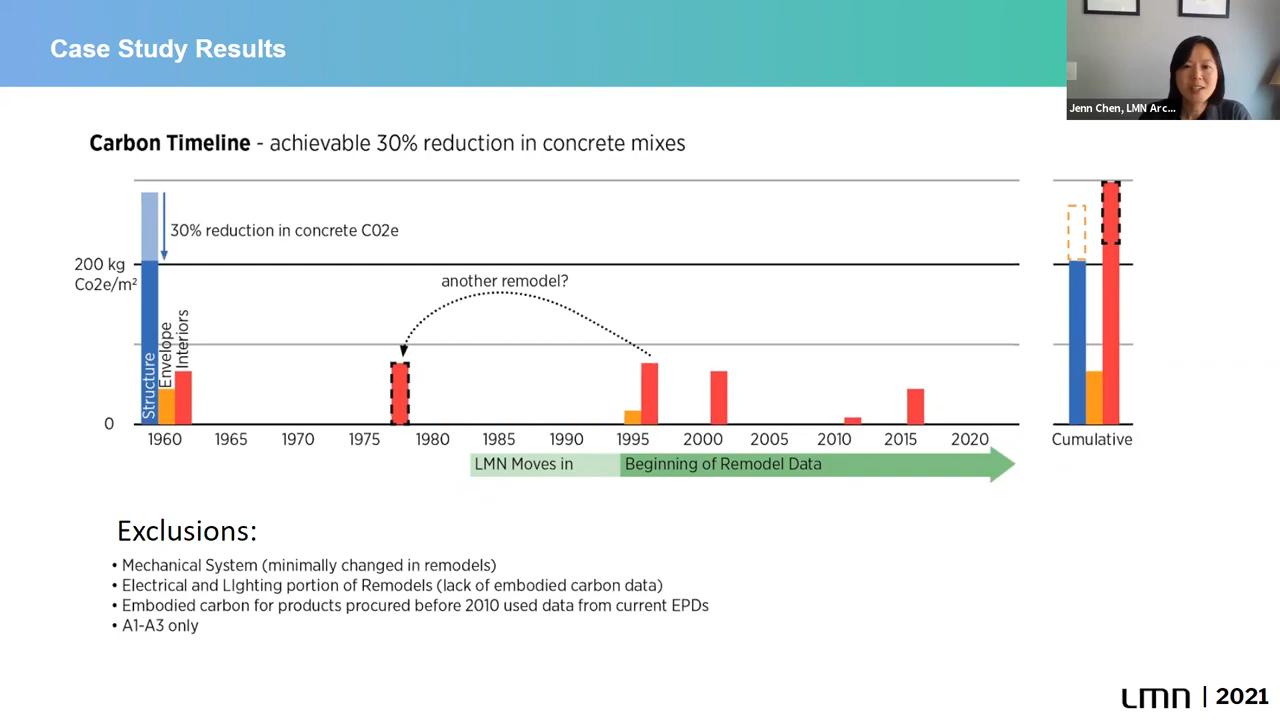 Case Study Results
Jenn Chen, LMN Arc...
Carbon Timeline - achievable 30% reduction in concrete mixes
30% reduction in concrete CO2e
200 kg
Co2e/m²
another remodel?
Structure
Envelope
Interiors
0
1960 1965 1970 1975 1980 1985 1990 1995 2000 2005 2010 2015 2020 Cumulative
LMN Moves in Beginning of Remodel Data
Exclusions:
• Mechanical System (minimally changed in remodels)
• Electrical and LIghting portion of Remodels (lack of embodied carbon data)
• Embodied carbon for products procured before 2010 used data from current EPDs
• A1-A3 only
LMN | 2021